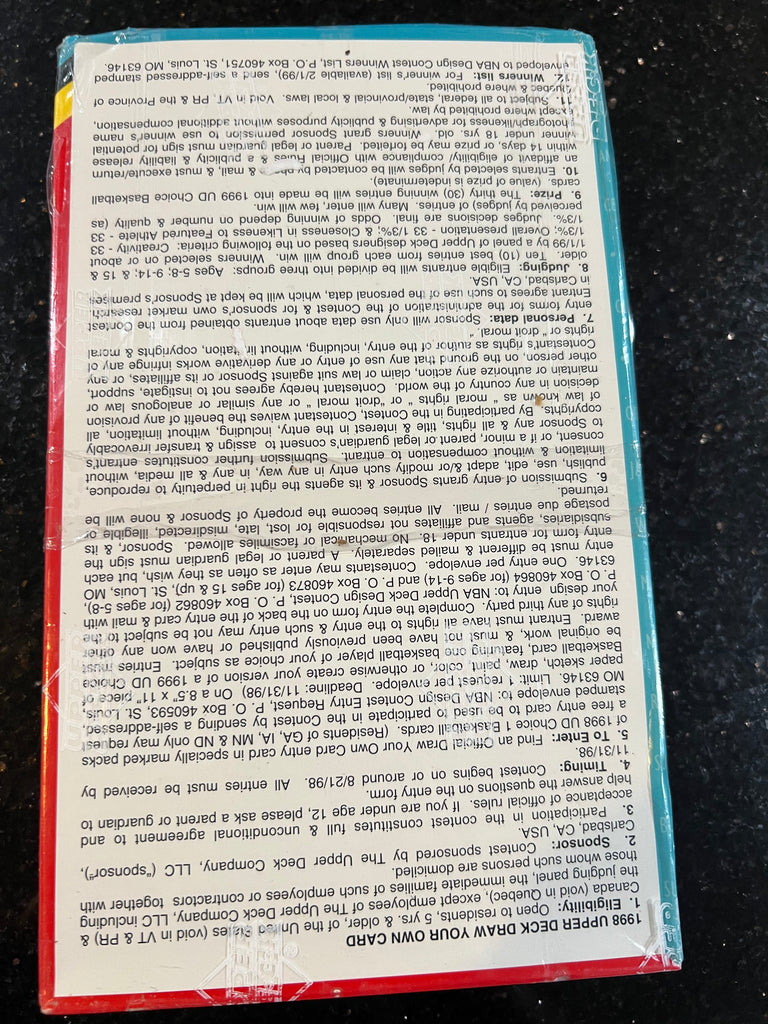 1998 UPPER DECK DRAW YOUR OWN CARD
1. Eligibility: Open to residents, 5 yrs. & older, of the United States (void in VT & PR) &
Canada (void in Quebec), except employees of The Upper Deck Company, LLC including
the judging panel, the immediate families of such employees or contractors together with
those whom such persons are domiciled.
2. Sponsor: Contest sponsored by The Upper Deck Company, LLC ("sponsor"),
Carlsbad, CA, USA.
3. Participation in the contest constitutes full & unconditional agreement to and
acceptance of official rules. If you are under age 12, please ask a parent or guardian to
help answer the questions on the entry form.
4. Timing: Contest begins on or around 8/21/98. All entries must be received by
11/31/98.
5. To Enter: Find an Official Draw Your Own Card entry card in specially marked packs
of 1999 UD Choice 1 Basketball cards. (Residents of GA, IA, MN & ND only may request
a free entry card to be used to participate in the Contest by sending a self-addressed,
stamped envelope to: NBA Design Contest Entry Request, P. O. Box 460593, St. Louis,
MO 63146. Limit: 1 request per envelope. Deadline: 11/31/98) On a 8.5" x 11" piece of
paper sketch, draw, paint, color, or otherwise create your version of a 1999 UD Choice
Basketball card, featuring one basketball player of your choice as subject. Entries must
be original work, & must not have been previously published or have won any other
award. Entrant must have all rights to the entry & such entry may not be subject to the
rights of any third party. Complete the entry form on the back of the entry card & mail with
your design entry to: NBA Upper Deck Design Contest, P. O. Box 460862 (for ages 5-8),
P. O. Box 460864 (for ages 9-14) and P. O. Box 460873 (for ages 15 & up), St. Louis, MO
63146. One entry per envelope. Contestants may enter as often as they wish, but each
entry must be different & mailed separately. A parent or legal guardian must sign the
entry form for entrants under 18. No mechanical or facsimiles allowed. Sponsor, & its
subsidiaries, agents and affiliates not responsible for lost, late, misdirected, illegible or
postage due entries / mail. All entries become the property of Sponsor & none will be
returned.
6. Submission of entry grants Sponsor & its agents the right in perpetuity to reproduce,
publish, use, edit, adapt &/or modify such entry in any way, in any & all media, without
limitation & without compensation to entrant. Submission further constitutes entrant's
consent, or if a minor, parent or legal guardian's consent to assign & transfer irrevocably
to Sponsor any & all rights, title & interest in the entry, including, without limitation, all
copyrights. By participating in the Contest, Contestant waives the benefit of any provision
of law known as " moral rights " or "droit moral " or any similar or analogous law or
decision in any country of the world. Contestant hereby agrees not to instigate, support,
maintain or authorize any action, claim or law suit against Sponsor or its affiliates, or any
other person, on the ground that any use of entry or any derivative works infringe any of
Contestant's rights as author of the entry, including, without limitation, copyrights & moral
rights or " droit moral. "
7. Personal data: Sponsor will only use data about entrants obtained from the Contest
entry forms for the administration of the Contest & for sponsor's own market research.
Entrant agrees to such use of the personal data, which will be kept at Sponsor's premises
in Carlsbad, CA, USA.
8. Judging: Eligible entrants will be divided into three groups: Ages 5-8; 9-14; & 15 &
older. Ten (10) best entries from each group will win. Winners selected on or about
1/1/99 by a panel of Upper Deck designers based on the following criteria: Creativity - 33
1/3%; Overall presentation - 33 1/3%; & Closeness in Likeness to Featured Athlete - 33
1/3%. Judges decisions are final. Odds of winning depend on number & quality (as
perceived by judges) of entries. Many will enter, few will win.
9. Prize: The thirty (30) winning entries will be made into 1999 UD Choice Basketball
cards. (value of prize is indeterminate).
10. Entrants selected by judges will be contacted by phone & mail, & must execute/return
an affidavit of eligibility/ compliance with Official Rules & a publicity & liability release
within 14 days, or prize may be forfeited. Parent or legal guardian must sign for potential
winner under 18 yrs. old. Winners grant Sponsor permission to use winner's name
photograph/likeness for advertising & publicity purposes without additional compensation,
except where prohibited by law.
11. Subject to all federal, state/provincial & local laws. Void in VT, PR & the Province of
Quebec & where prohibited.
12. Winners list: For winner's list (available 2/1/99), send a self-addressed stamped
envelope to NBA Design Contest Winners List, P. O. Box 460751, St. Louis, MO 63146.